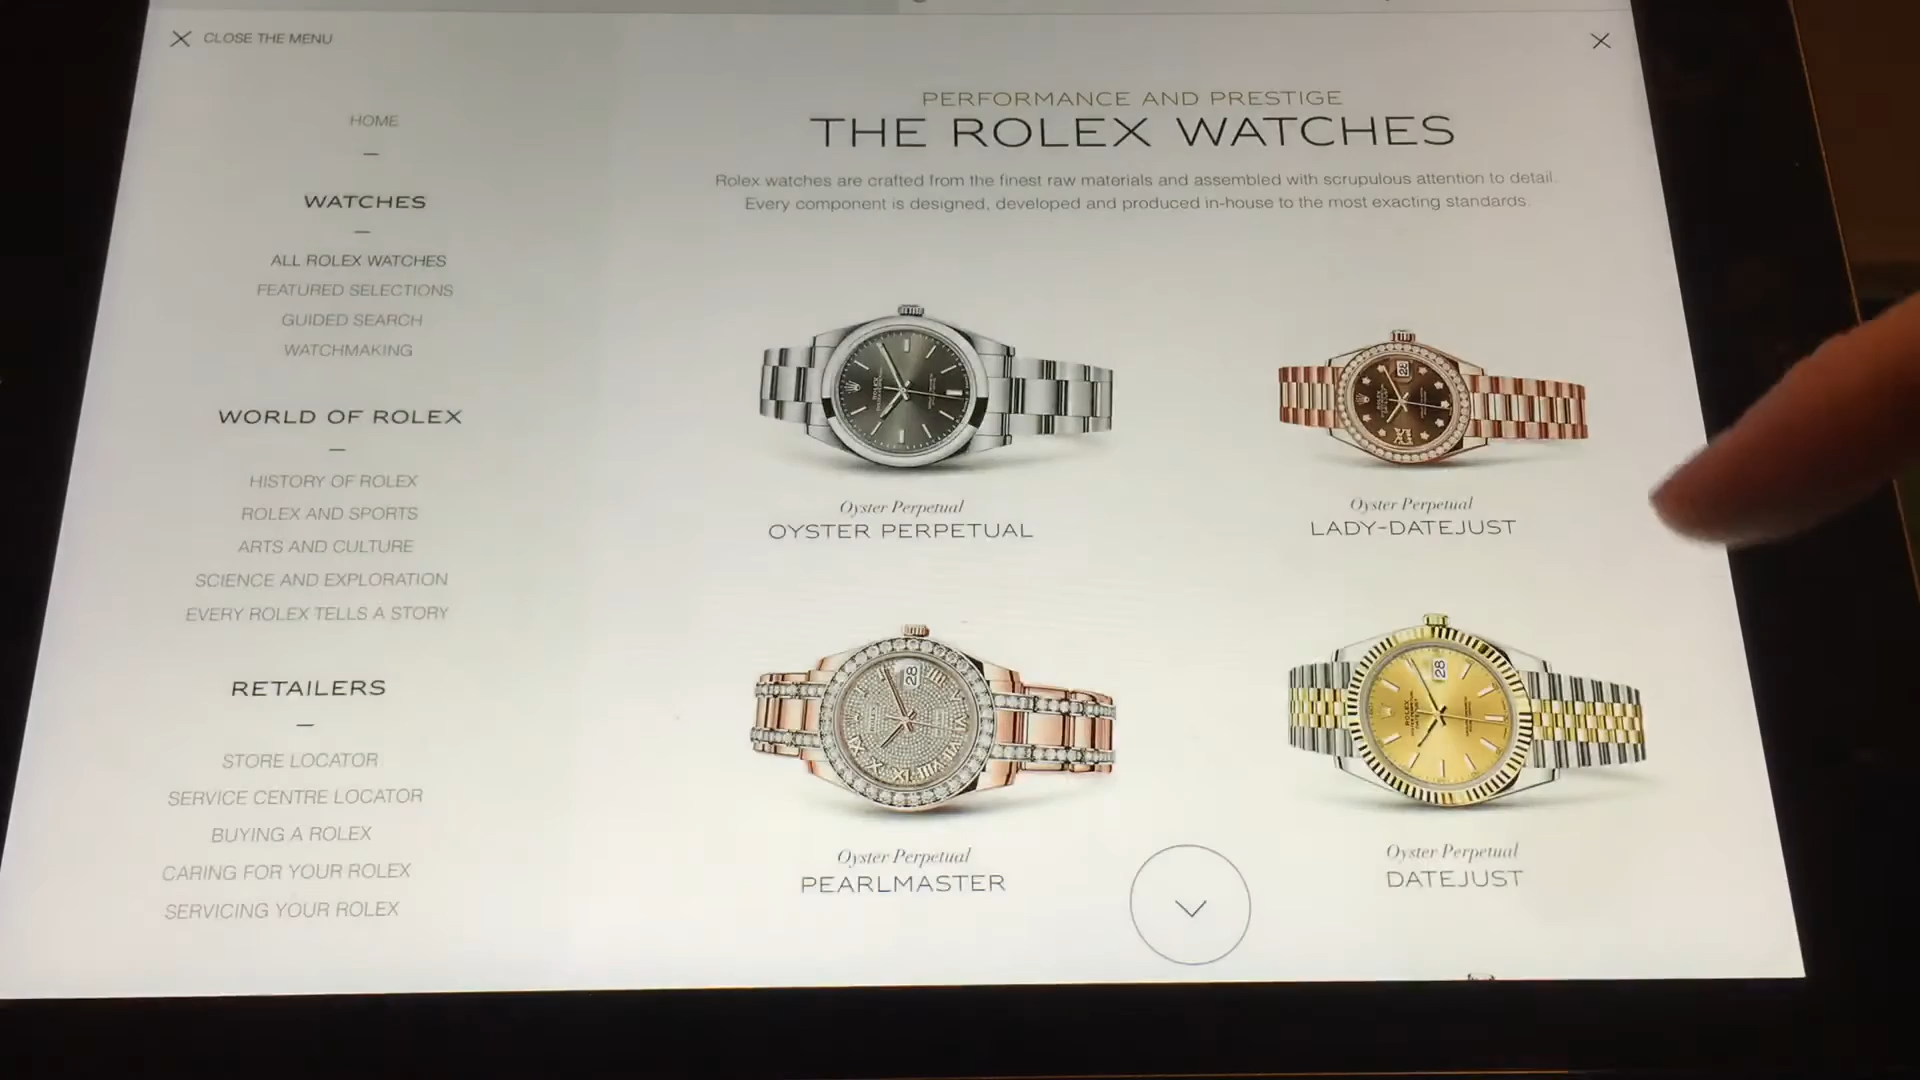 CLOSE THE MENU
HOME
WATCHES
ALL ROLEX WATCHES
FEATURED SELECTIONS
GUIDED SEARCH
WATCHMAKING
WORLD OF ROLEX
HISTORY OF ROLEX
ROLEX AND SPORTS
ARTS AND CULTURE
SCIENCE AND EXPLORATION
EVERY ROLEX TELLS A STORY
RETAILERS
STORE LOCATOR
SERVICE CENTRE LOCATOR
BUYING A ROLEX
CARING FOR YOUR ROLEX
SERVICING YOUR ROLEX
PERFORMANCE AND PRESTIGE
THE ROLEX WATCHES
Rolex watches are crafted from the finest raw materials and assembled with scrupulous attention to detail.
Every component is designed, developed and produced in-house to the most exacting standards.
Oyster Perpetual
OYSTER PERPETUAL
28
Oyster Perpetual
LADY-DATEJUST
28
Oyster Perpetual
PEARLMASTER
28
ROLEX
Oyster Perpetual
DATEJUST